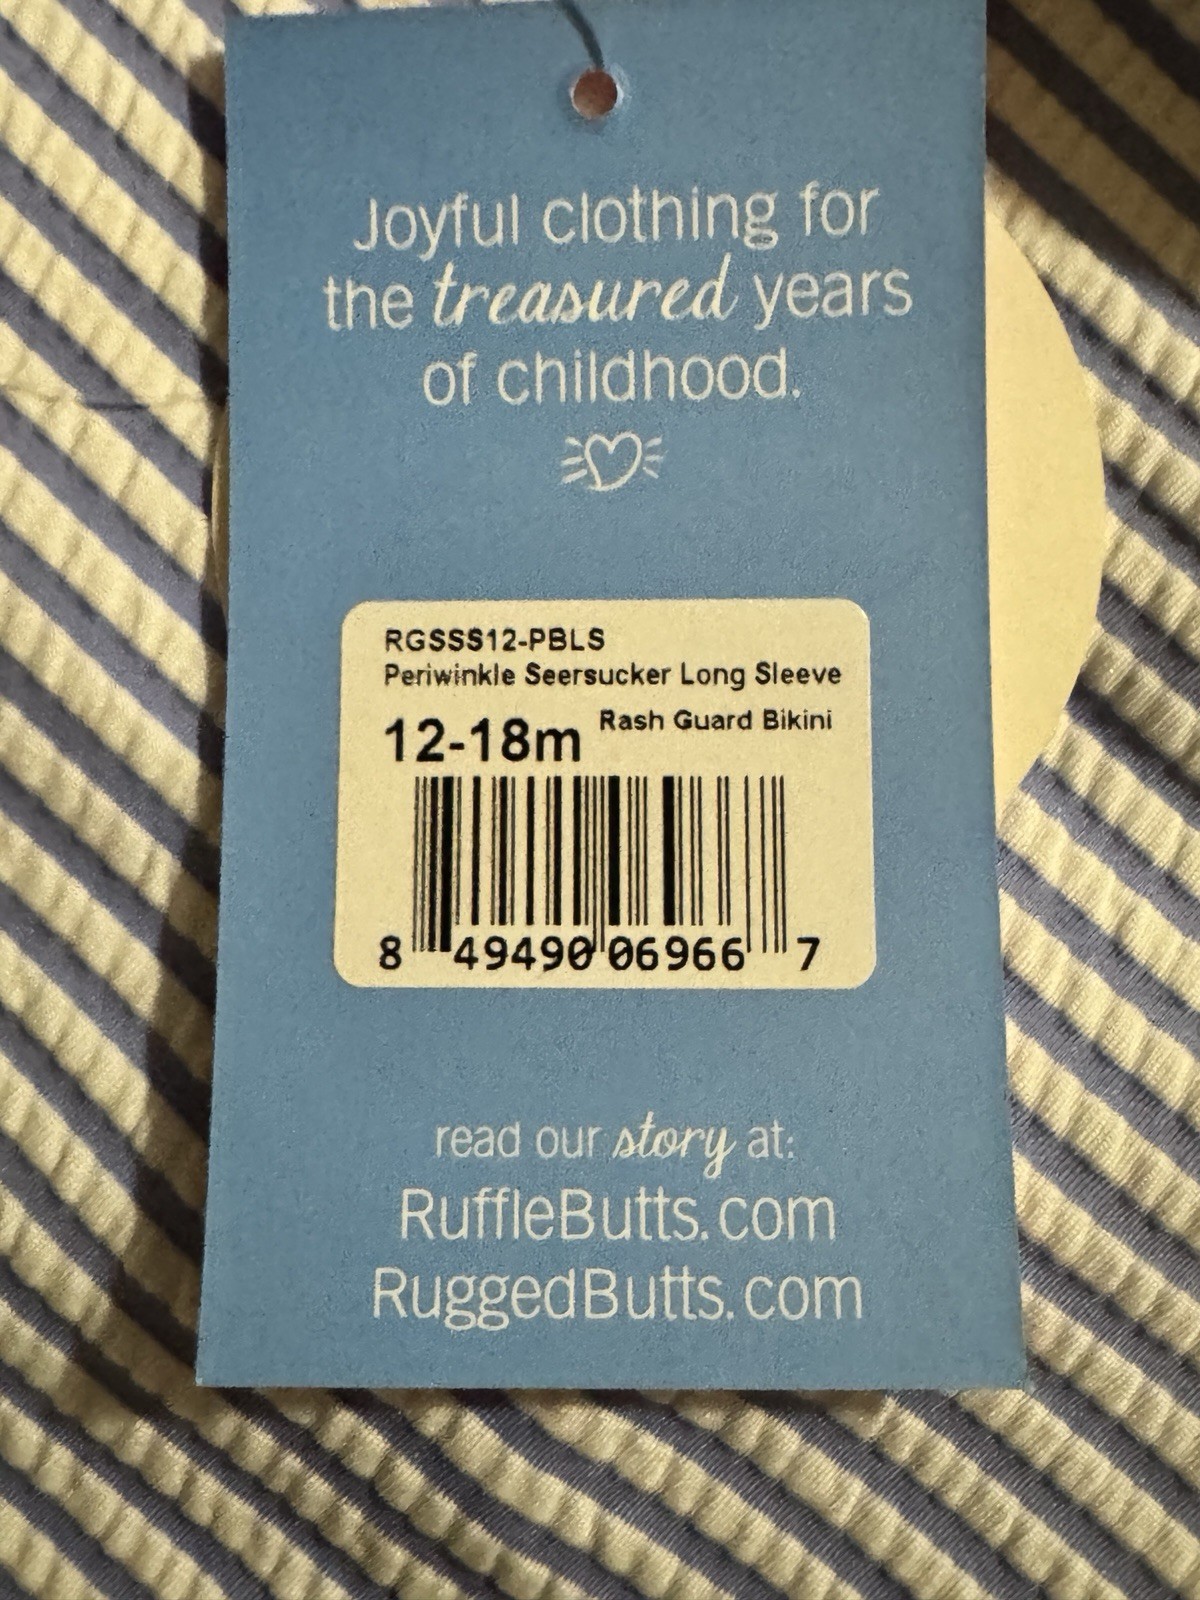 Joyful clothing for
the treasured years
of childhood.
RGSSS12-PBLS
Periwinkle Seersucker Long Sleeve
Rash Guard Bikini
12-18m
8 49490 06966 7
read our story at:
RuffleButts.com
RuggedButts.com